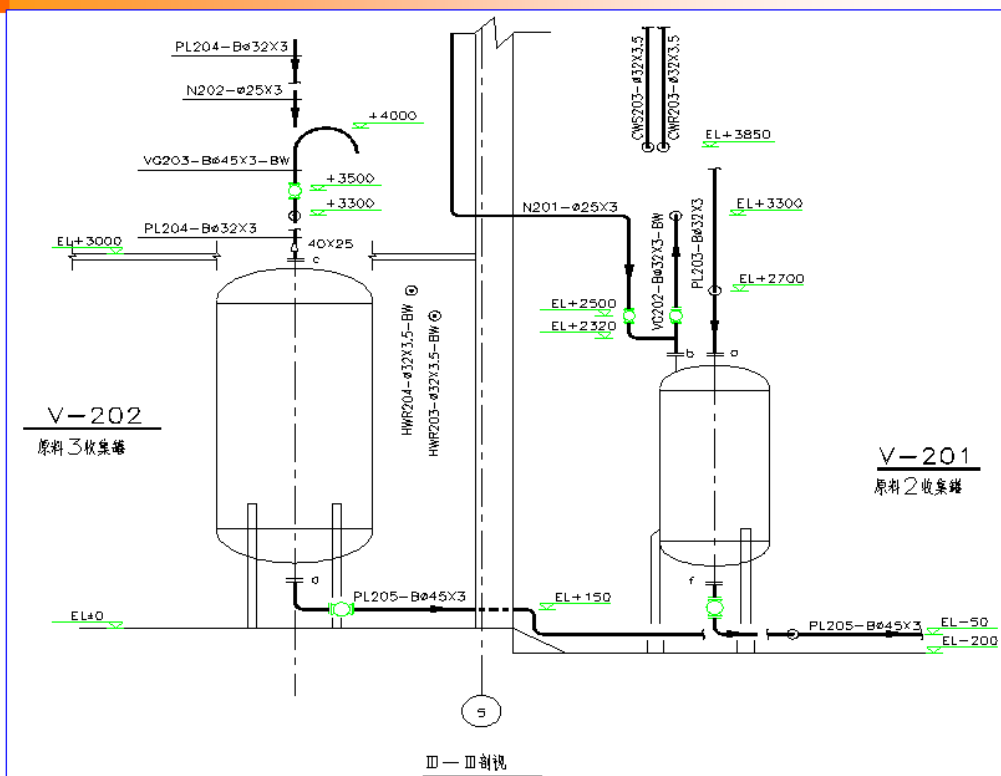 PL204-Bø32X3
N202-ø25X3
+4000
VG203-Bø45X3-BW
+3500
+3300
PL204-Bø32X3
EL+3000
40X25
c
HWR204-ø32X3.5-BW
HWR203-ø32X3.5-BW
V-202
原料3收集罐
d
PL205-Bø45X3
EL+150
EL±0
CWS203-ø32X3.5
CWR203-ø32X3.5
EL+3850
N201-ø25X3
VG202-Bø32X3-BW
PL203-Bø32X3
EL+3300
EL+2700
EL+2500
EL+2320
b
a
V-201
原料2收集罐
f
PL205-Bø45X3
EL-50
EL-200
5
Ⅲ—Ⅲ剖视